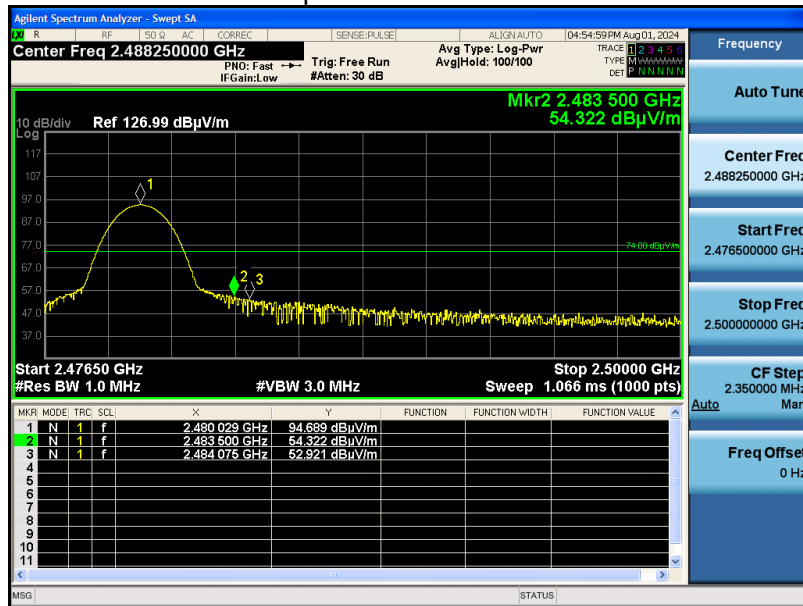 Agilent Spectrum Analyzer - Swept SA
LXI R RF 50 Ω AC CORREC SENSE:PULSE ALIGN AUTO 04:54:59 PM Aug 01, 2024
Center Freq 2.488250000 GHz
PNO: Fast
IFGain:Low
Trig: Free Run
#Atten: 30 dB
Avg Type: Log-Pwr
Avg|Hold: 100/100
TRACE 1 2 3 4 5 6
TYPE M W W W W W
DET P N N N N N
Mkr2 2.483 500 GHz
54.322 dBµV/m
10 dB/div Ref 126.99 dBµV/m
Log
117
107
97.0
87.0
77.0
67.0
57.0
47.0
37.0
1
2
3
74.00 dBµV/m
Start 2.47650 GHz Stop 2.50000 GHz
#Res BW 1.0 MHz #VBW 3.0 MHz Sweep 1.066 ms (1000 pts)
MKR MODE TRC SCL X Y FUNCTION FUNCTION WIDTH FUNCTION VALUE
1 N 1 f 2.480 029 GHz 94.689 dBµV/m
2 N 1 f 2.483 500 GHz 54.322 dBµV/m
3 N 1 f 2.484 075 GHz 52.921 dBµV/m
4
5
6
7
8
9
10
11
MSG STATUS
Frequency
Auto Tune
Center Freq
2.488250000 GHz
Start Freq
2.476500000 GHz
Stop Freq
2.500000000 GHz
CF Step
2.350000 MHz
Auto Man
Freq Offset
0 Hz